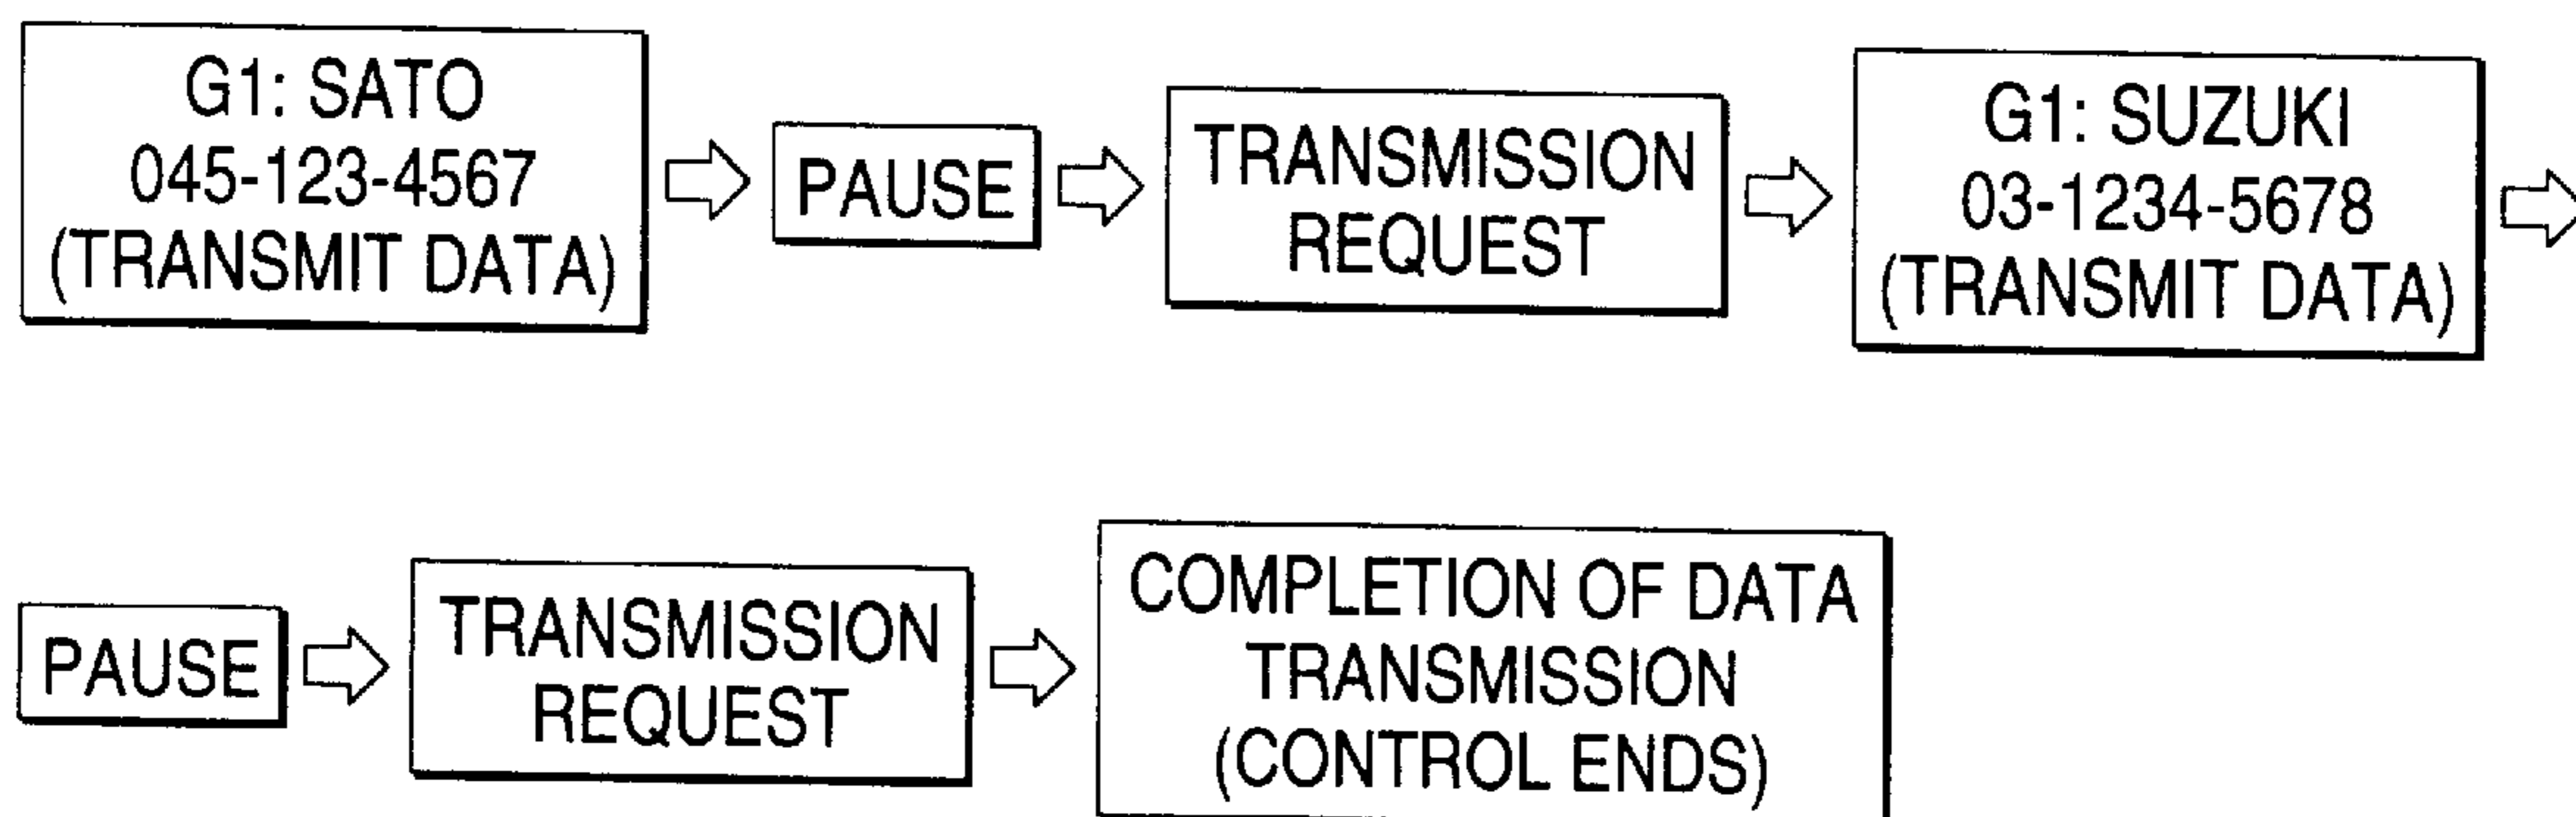 G1: SATO
045-123-4567
(TRANSMIT DATA)
PAUSE
TRANSMISSION
REQUEST
G1: SUZUKI
03-1234-5678
(TRANSMIT DATA)
PAUSE
TRANSMISSION
REQUEST
COMPLETION OF DATA
TRANSMISSION
(CONTROL ENDS)